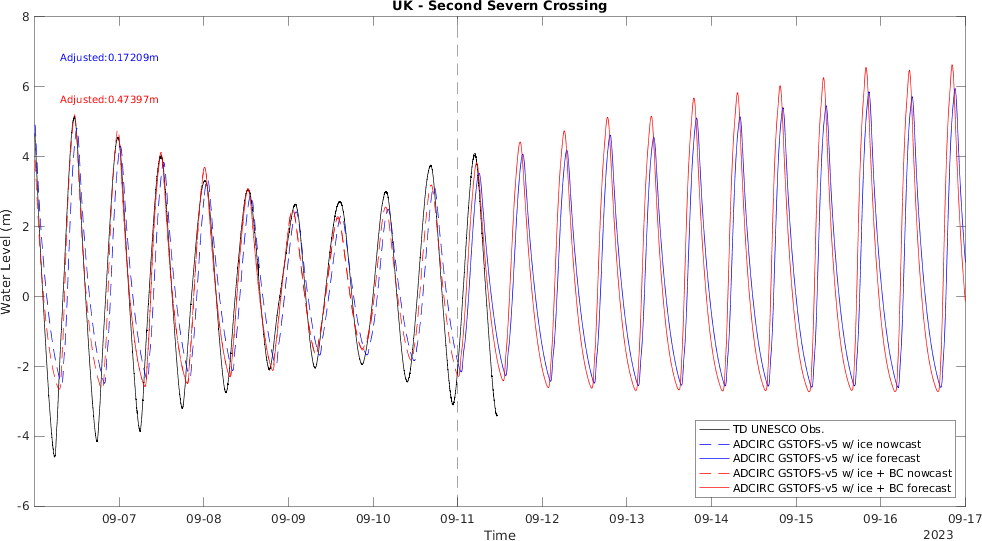 UK - Second Severn Crossing
8
Adjusted:0.17209m
6
Adjusted:0.47397m
4
2
Water Level (m)
0
-2
-4
TD UNESCO Obs.
ADCIRC GSTOFS-v5 w/ ice nowcast
ADCIRC GSTOFS-v5 w/ ice forecast
ADCIRC GSTOFS-v5 w/ ice + BC nowcast
ADCIRC GSTOFS-v5 w/ ice + BC forecast
-6
09-07 09-08 09-09 09-10 09-11 09-12 09-13 09-14 09-15 09-16 09-17
Time 2023